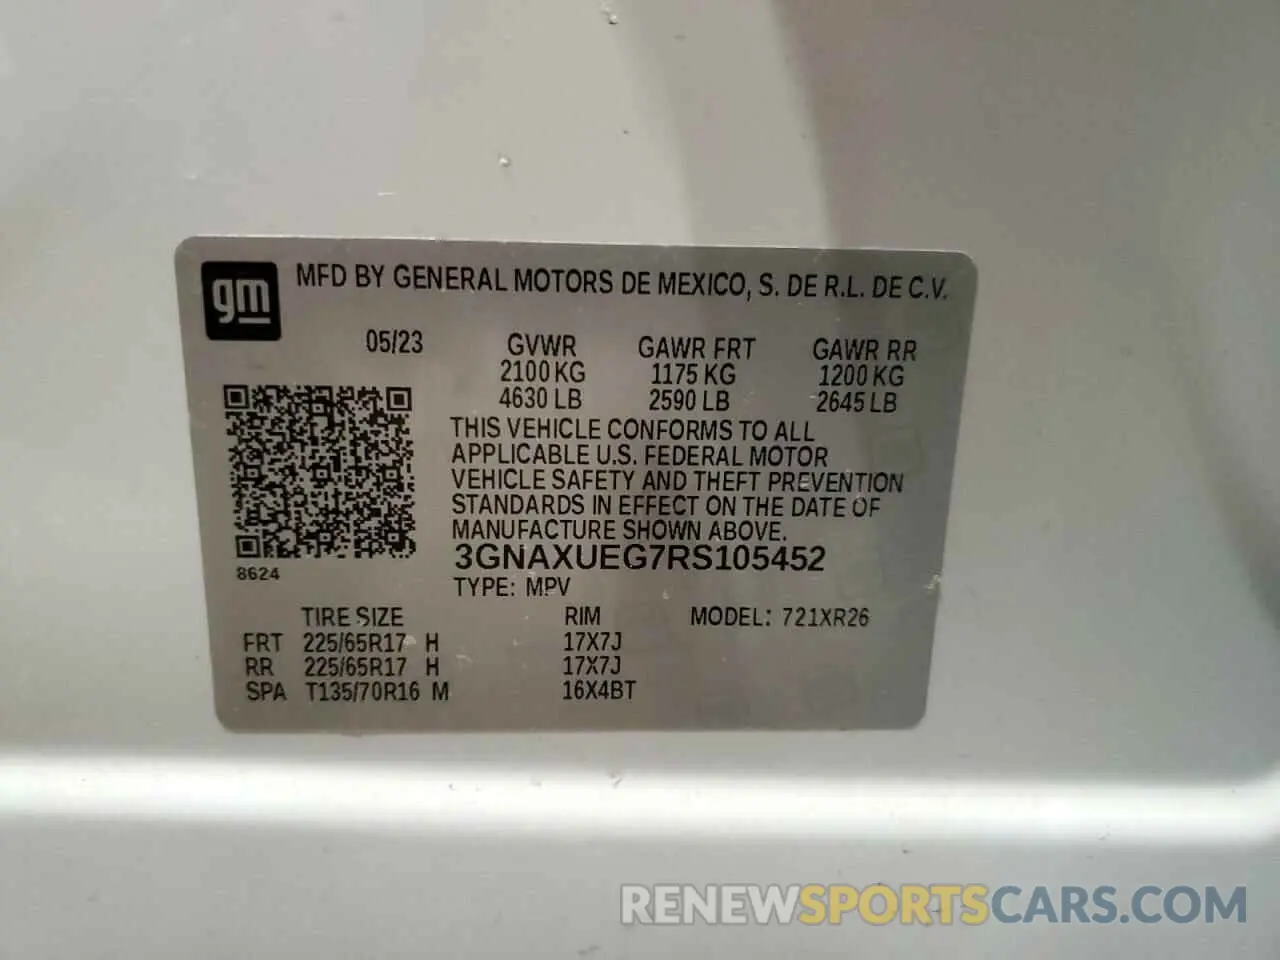 gm
MFD BY GENERAL MOTORS DE MEXICO, S. DE R.L. DE C.V.
05/23 GVWR GAWR FRT GAWR RR
2100 KG 1175 KG 1200 KG
4630 LB 2590 LB 2645 LB
THIS VEHICLE CONFORMS TO ALL
APPLICABLE U.S. FEDERAL MOTOR
VEHICLE SAFETY AND THEFT PREVENTION
STANDARDS IN EFFECT ON THE DATE OF
MANUFACTURE SHOWN ABOVE.
3GNAXUEG7RS105452
8624
TYPE: MPV
TIRE SIZE RIM MODEL: 721XR26
FRT 225/65R17 H 17X7J
RR 225/65R17 H 17X7J
SPA T135/70R16 M 16X4BT
RENEWSPORTSCARS.COM